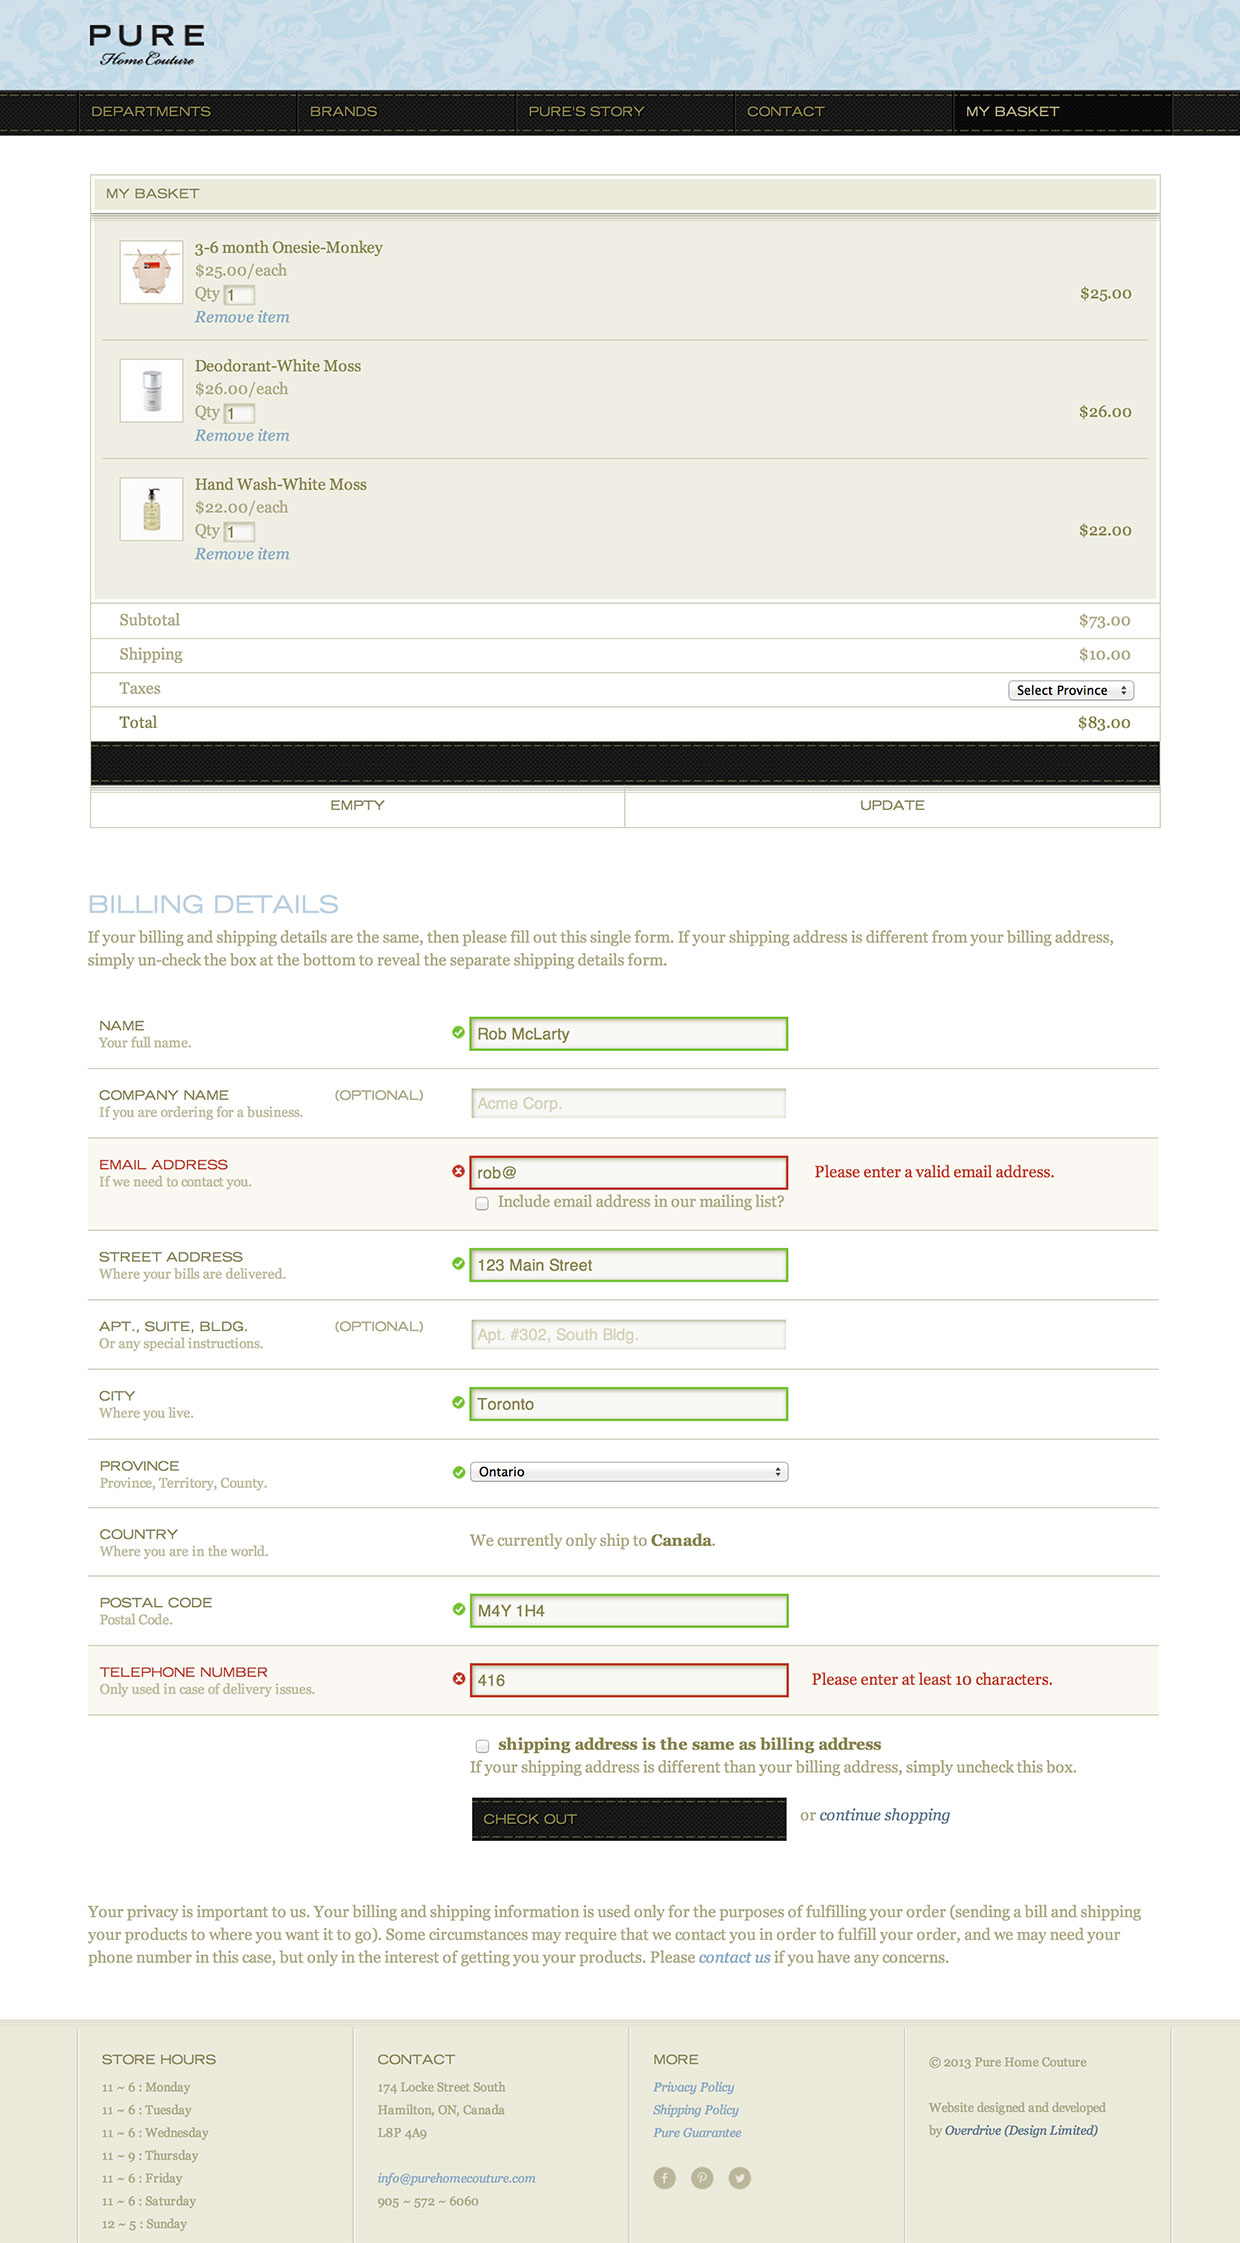 PURE
Home Couture
DEPARTMENTS
BRANDS
PURE'S STORY
CONTACT
MY BASKET
MY BASKET
3-6 month Onesie-Monkey
$25.00/each
Qty 1
$25.00
Remove item
Deodorant-White Moss
$26.00/each
Qty 1
$26.00
Remove item
Hand Wash-White Moss
$22.00/each
Qty 1
$22.00
Remove item
Subtotal $73.00
Shipping $10.00
Taxes Select Province
Total $83.00
EMPTY
UPDATE
BILLING DETAILS
If your billing and shipping details are the same, then please fill out this single form. If your shipping address is different from your billing address,
simply un-check the box at the bottom to reveal the separate shipping details form.
NAME
Your full name.
Rob McLarty
COMPANY NAME (OPTIONAL)
If you are ordering for a business.
Acme Corp.
EMAIL ADDRESS
If we need to contact you.
rob@
Please enter a valid email address.
Include email address in our mailing list?
STREET ADDRESS
Where your bills are delivered.
123 Main Street
APT., SUITE, BLDG. (OPTIONAL)
Or any special instructions.
Apt. #302, South Bldg.
CITY
Where you live.
Toronto
PROVINCE
Province, Territory, County.
Ontario
COUNTRY
Where you are in the world.
We currently only ship to Canada.
POSTAL CODE
Postal Code.
M4Y 1H4
TELEPHONE NUMBER
Only used in case of delivery issues.
416
Please enter at least 10 characters.
shipping address is the same as billing address
If your shipping address is different than your billing address, simply uncheck this box.
CHECK OUT
or continue shopping
Your privacy is important to us. Your billing and shipping information is used only for the purposes of fulfilling your order (sending a bill and shipping
your products to where you want it to go). Some circumstances may require that we contact you in order to fulfill your order, and we may need your
phone number in this case, but only in the interest of getting you your products. Please contact us if you have any concerns.
STORE HOURS
11 ~ 6 : Monday
11 ~ 6 : Tuesday
11 ~ 6 : Wednesday
11 ~ 9 : Thursday
11 ~ 6 : Friday
11 ~ 6 : Saturday
12 ~ 5 : Sunday
CONTACT
174 Locke Street South
Hamilton, ON, Canada
L8P 4A9
info@purehomecouture.com
905 ~ 572 ~ 6060
MORE
Privacy Policy
Shipping Policy
Pure Guarantee
© 2013 Pure Home Couture
Website designed and developed
by Overdrive (Design Limited)